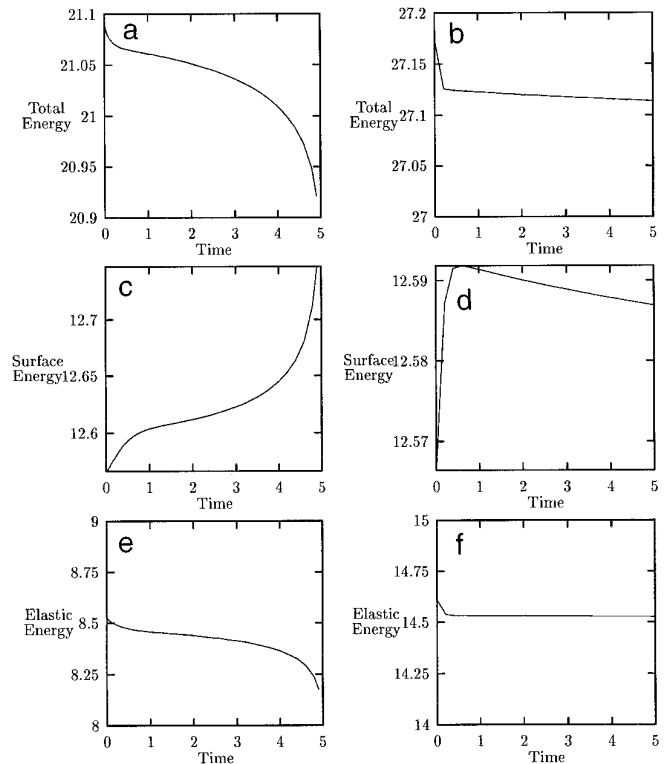 21.1
a
21.05
Total
Energy
21
20.95
20.9
0 1 2 3 4 5
Time
27.2
b
27.15
Total
Energy
27.1
27.05
27
0 1 2 3 4 5
Time
c
12.7
Surface
Energy12.65
12.6
0 1 2 3 4 5
Time
12.59
d
Surface
Energy
12.58
12.57
0 1 2 3 4 5
Time
9
e
8.75
Elastic
Energy
8.5
8.25
8
0 1 2 3 4 5
Time
15
f
14.75
Elastic
Energy
14.5
14.25
14
0 1 2 3 4 5
Time